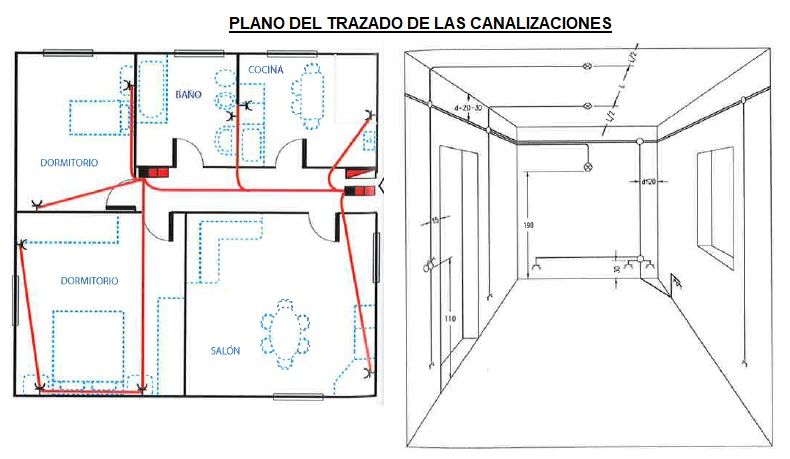 PLANO DEL TRAZADO DE LAS CANALIZACIONES
COCINA
BAÑO
DORMITORIO
DORMITORIO
SALÓN
L/2
L
L/2
d=20-30
d=20
190
15
30
110